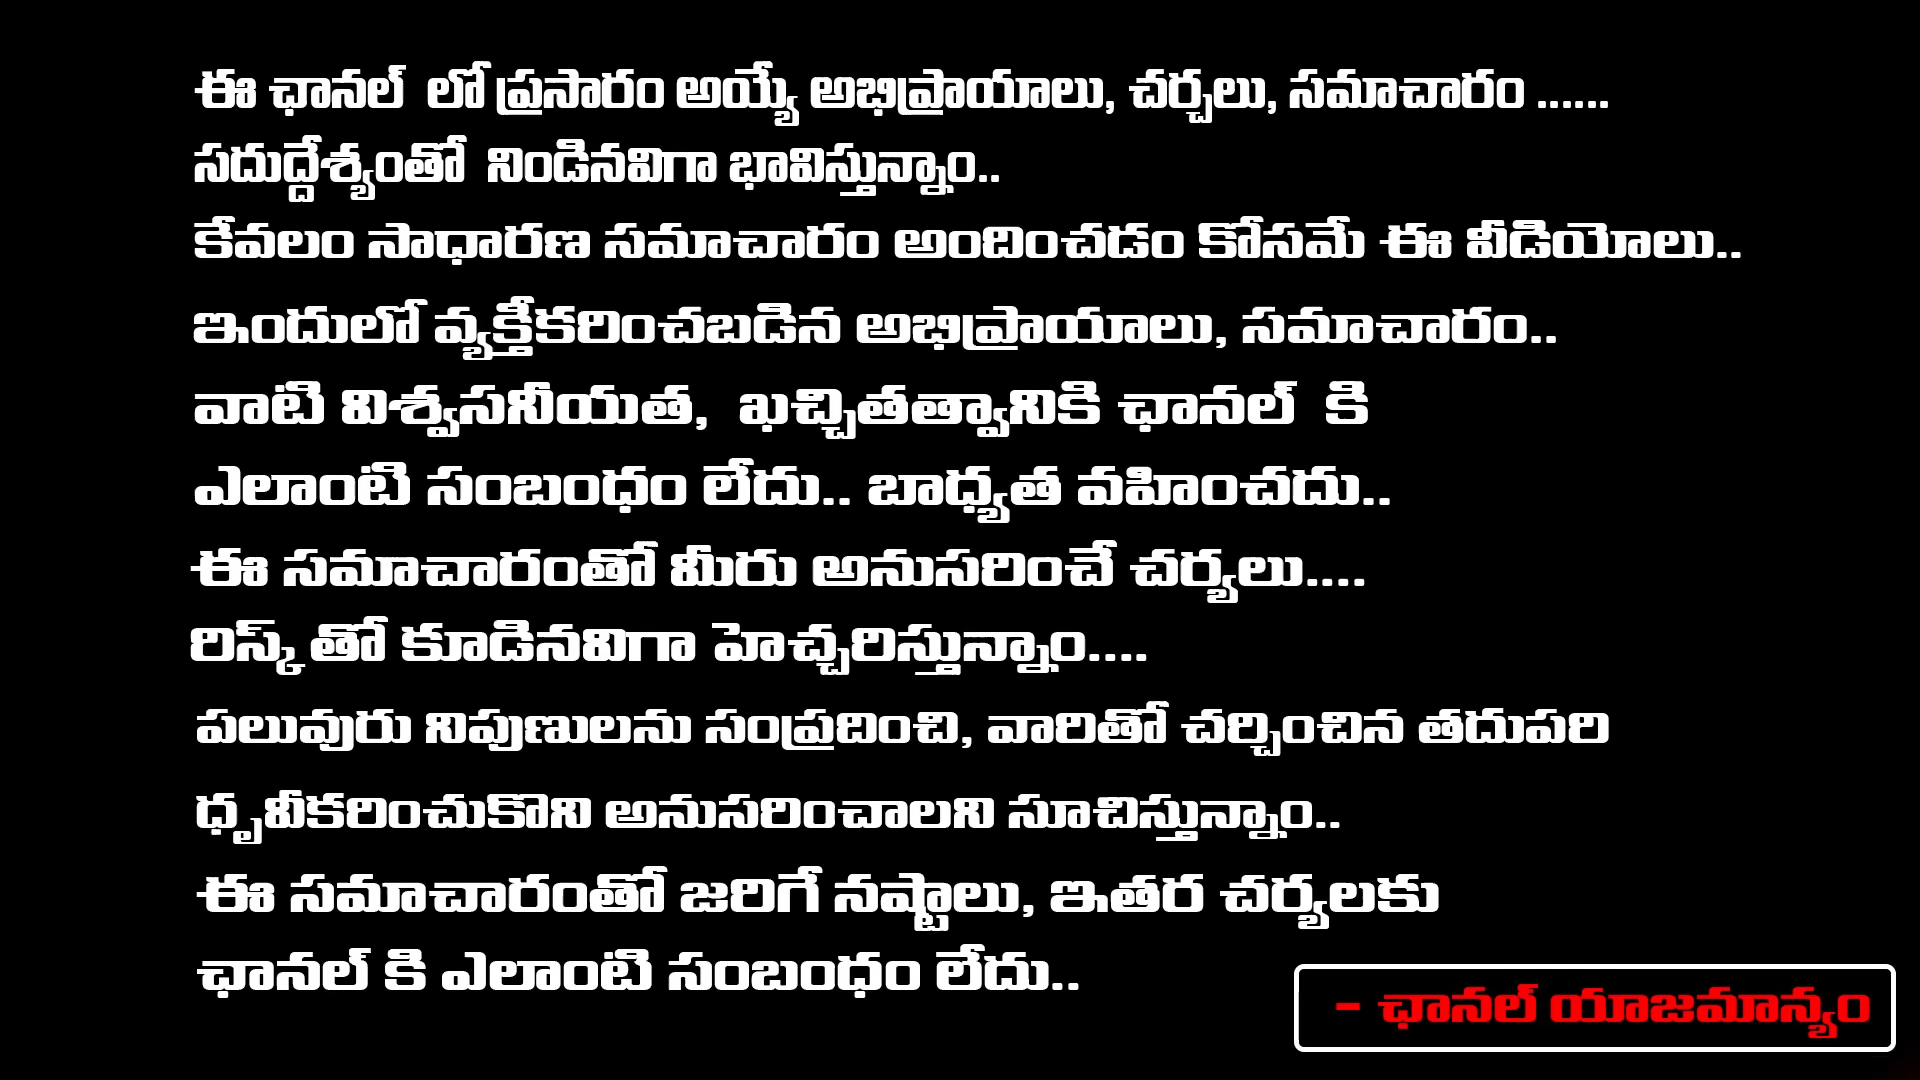 ఈ ఛానల్ లో ప్రసారం అయ్యే అభిప్రాయాలు, చర్చలు, సమాచారం ......
సదుద్దేశ్యంతో నిండినవిగా భావిస్తున్నాం..
కేవలం సాధారణ సమాచారం అందించడం కోసమే ఈ వీడియోలు..
ఇందులో వ్యక్తీకరించబడిన అభిప్రాయాలు, సమాచారం..
వాటి విశ్వసనీయత, ఖచ్చితత్వానికి ఛానల్ కి
ఎలాంటి సంబంధం లేదు.. బాధ్యత వహించదు..
ఈ సమాచారంతో మీరు అనుసరించే చర్యలు....
రిస్క్ తో కూడినవిగా హెచ్చరిస్తున్నాం....
పలువురు నిపుణులను సంప్రదించి, వారితో చర్చించిన తదుపరి
ధృవీకరించుకొని అనుసరించాలని సూచిస్తున్నాం..
ఈ సమాచారంతో జరిగే నష్టాలు, ఇతర చర్యలకు
ఛానల్ కి ఎలాంటి సంబంధం లేదు..
- ఛానల్ యాజమాన్యం